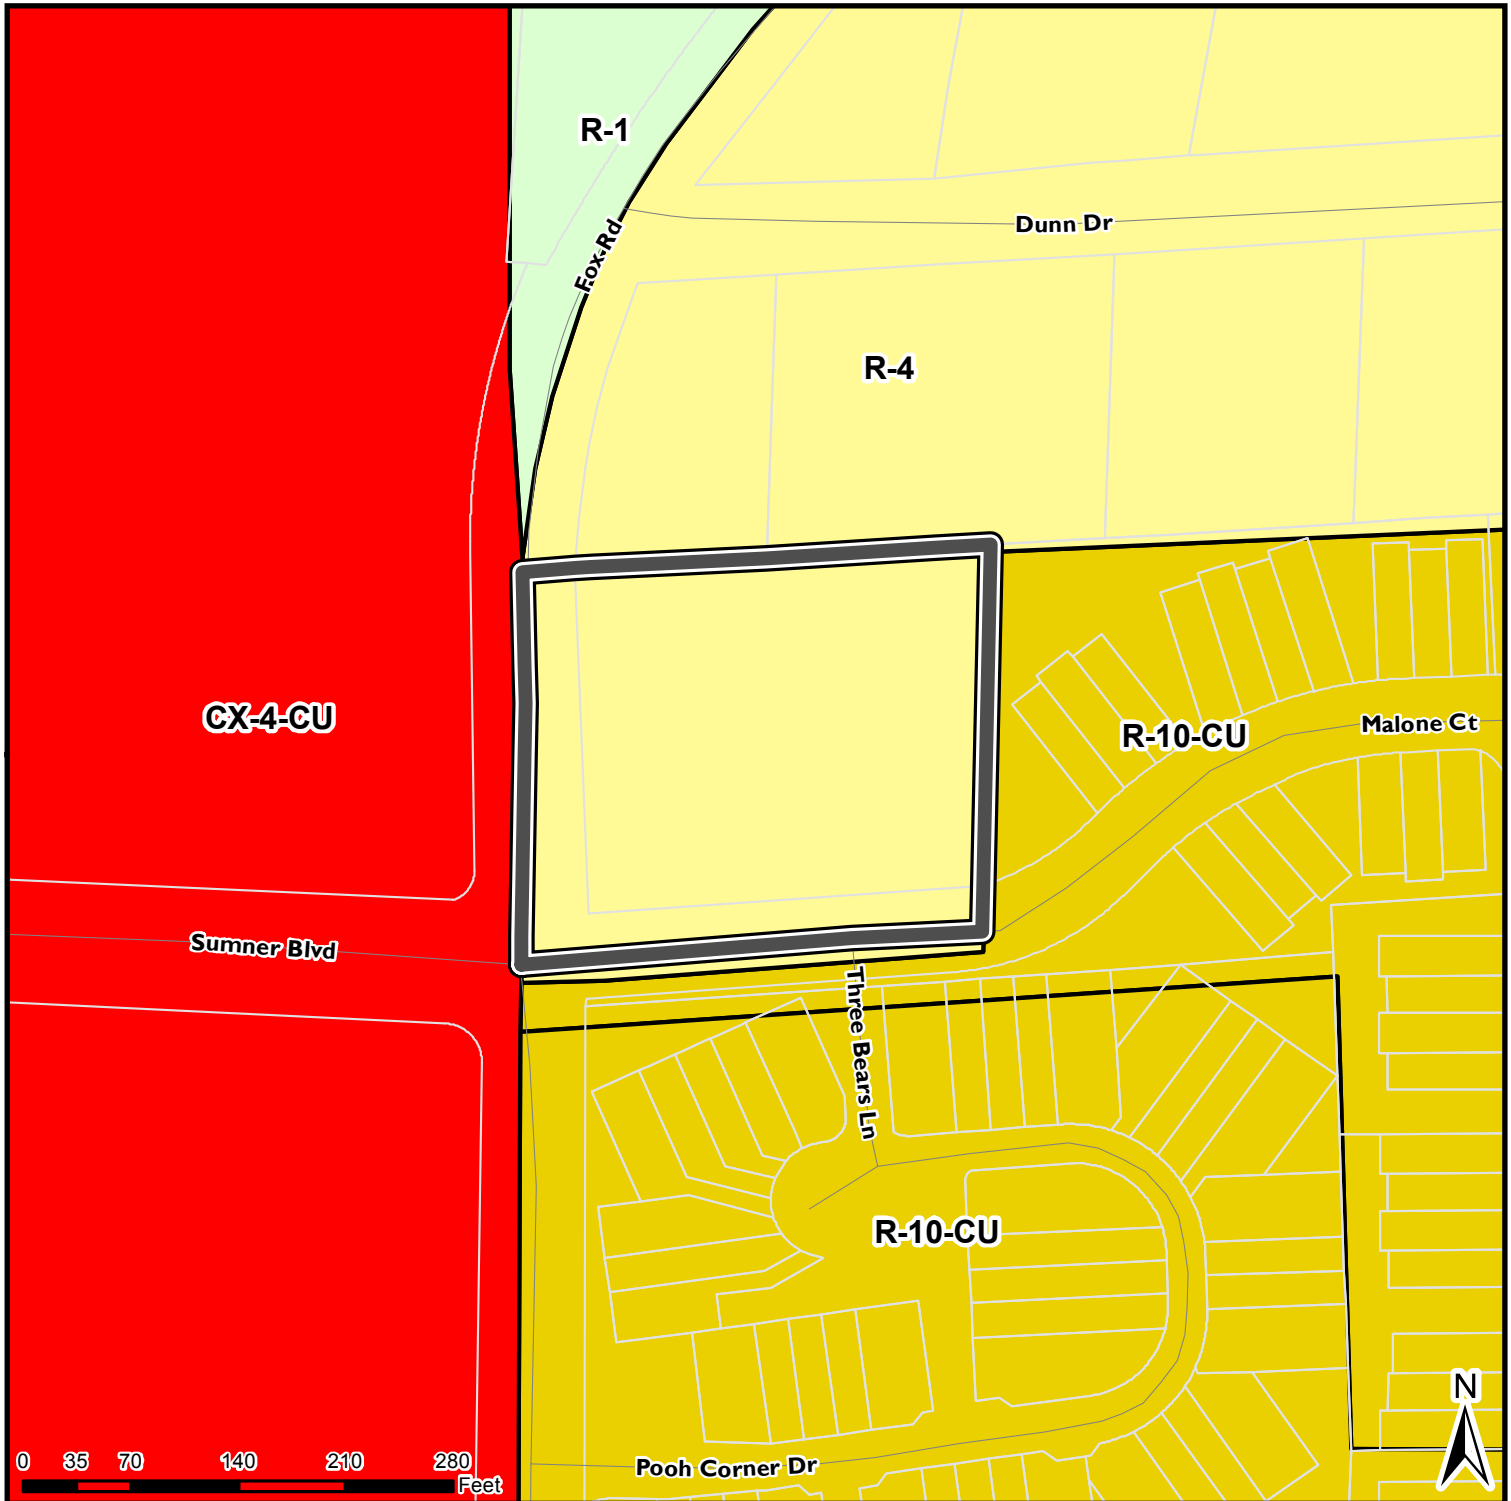 R-1
Fox Rd
Dunn Dr
R-4
CX-4-CU
R-10-CU
Malone Ct
Sumner Blvd
Three Bears Ln
R-10-CU
Pooh Corner Dr
N
0 35 70 140 210 280
Feet